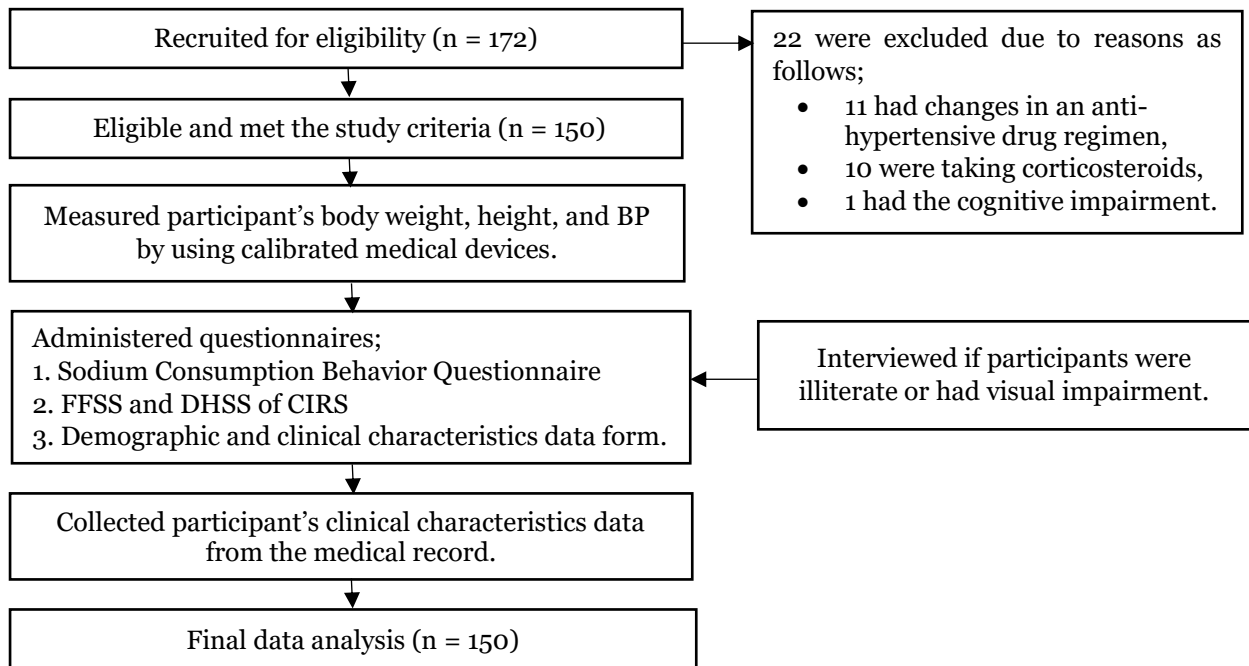 Recruited for eligibility (n = 172)
22 were excluded due to reasons as
follows;
• 11 had changes in an anti-
hypertensive drug regimen,
• 10 were taking corticosteroids,
• 1 had the cognitive impairment.
Eligible and met the study criteria (n = 150)
Measured participant’s body weight, height, and BP
by using calibrated medical devices.
Administered questionnaires;
1. Sodium Consumption Behavior Questionnaire
2. FFSS and DHSS of CIRS
3. Demographic and clinical characteristics data form.
Interviewed if participants were
illiterate or had visual impairment.
Collected participant’s clinical characteristics data
from the medical record.
Final data analysis (n = 150)